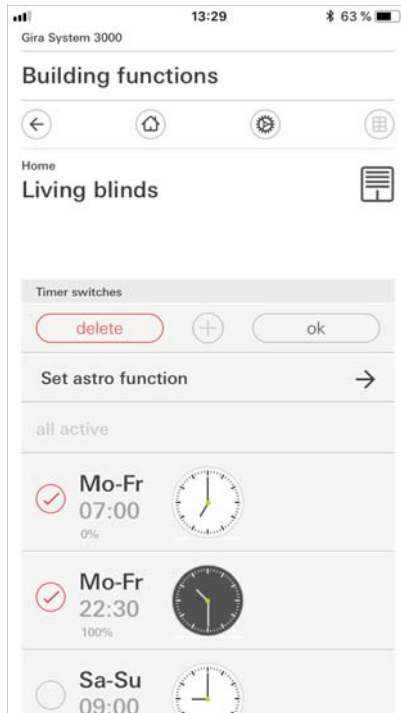 13:29
63 %
Gira System 3000
Building functions
Home
Living blinds
Timer switches
delete
ok
Set astro function
all active
Mo-Fr
07:00
0%
Mo-Fr
22:30
100%
Sa-Su
09:00